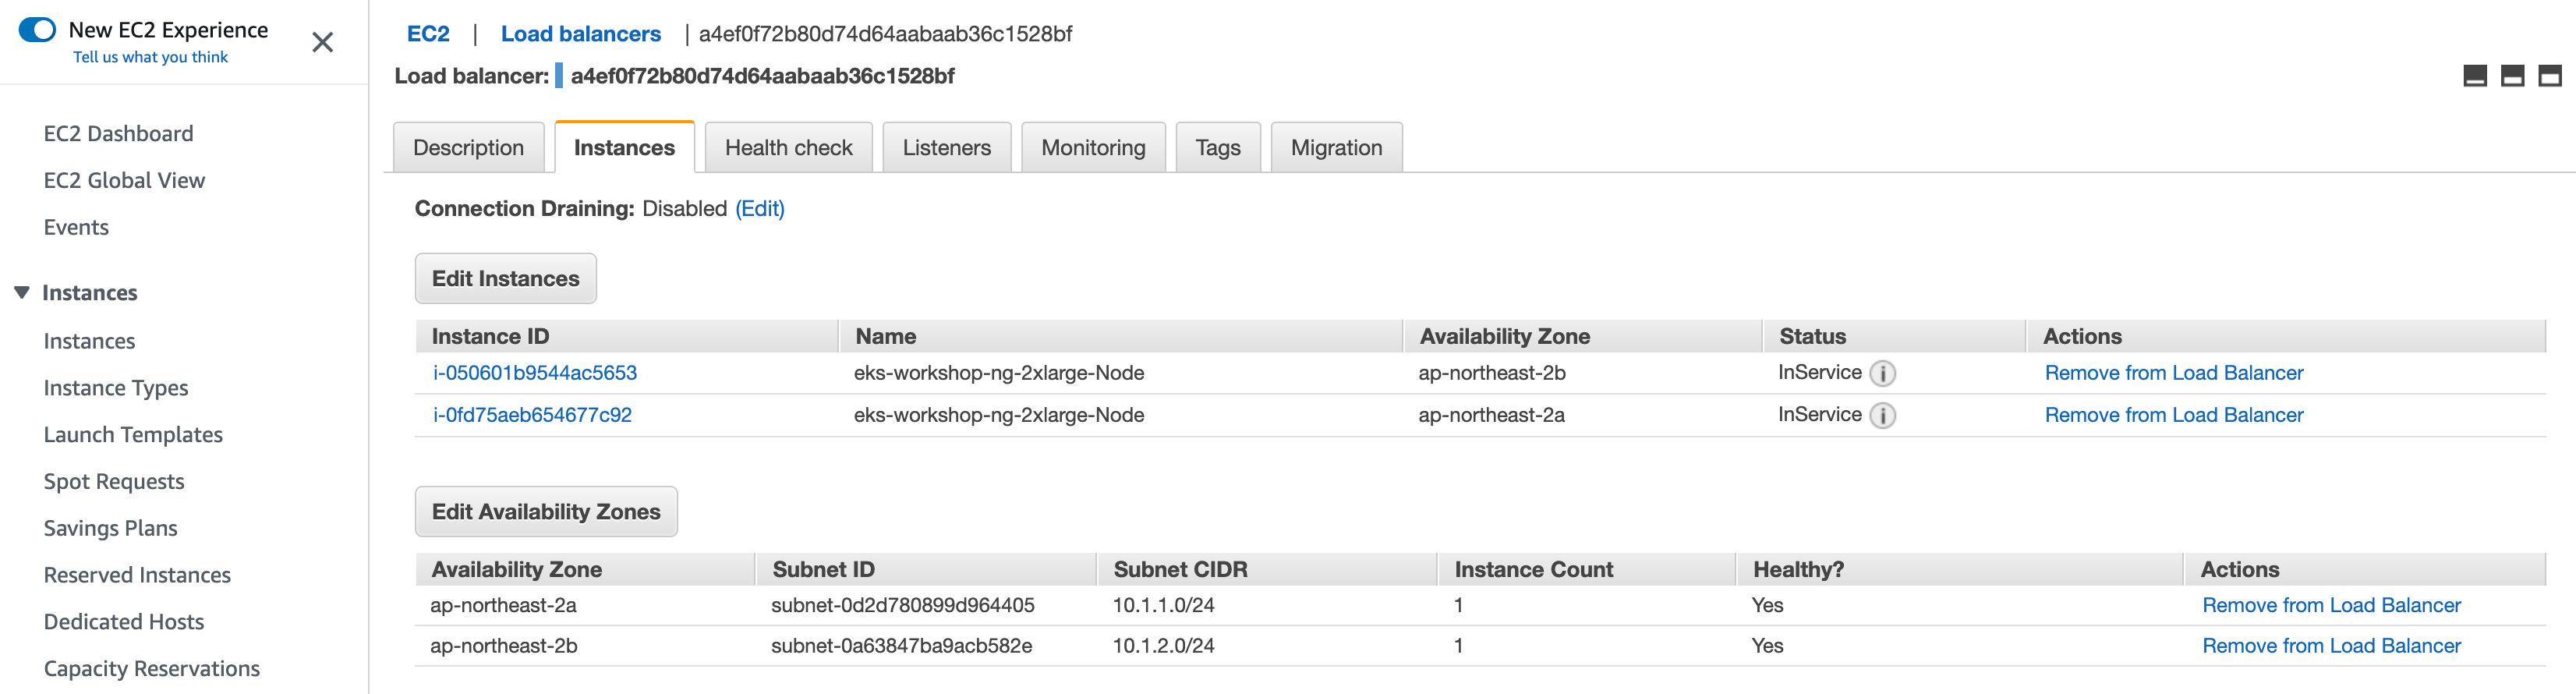 New EC2 Experience
Tell us what you think
EC2 Dashboard
EC2 Global View
Events
Instances
Instances
Instance Types
Launch Templates
Spot Requests
Savings Plans
Reserved Instances
Dedicated Hosts
Capacity Reservations
EC2 | Load balancers | a4ef0f72b80d74d64aabaab36c1528bf
Load balancer: a4ef0f72b80d74d64aabaab36c1528bf
Description Instances Health check Listeners Monitoring Tags Migration
Connection Draining: Disabled (Edit)
Edit Instances
Instance ID Name Availability Zone Status Actions
i-050601b9544ac5653 eks-workshop-ng-2xlarge-Node ap-northeast-2b InService i Remove from Load Balancer
i-0fd75aeb654677c92 eks-workshop-ng-2xlarge-Node ap-northeast-2a InService i Remove from Load Balancer
Edit Availability Zones
Availability Zone Subnet ID Subnet CIDR Instance Count Healthy? Actions
ap-northeast-2a subnet-0d2d780899d964405 10.1.1.0/24 1 Yes Remove from Load Balancer
ap-northeast-2b subnet-0a63847ba9acb582e 10.1.2.0/24 1 Yes Remove from Load Balancer